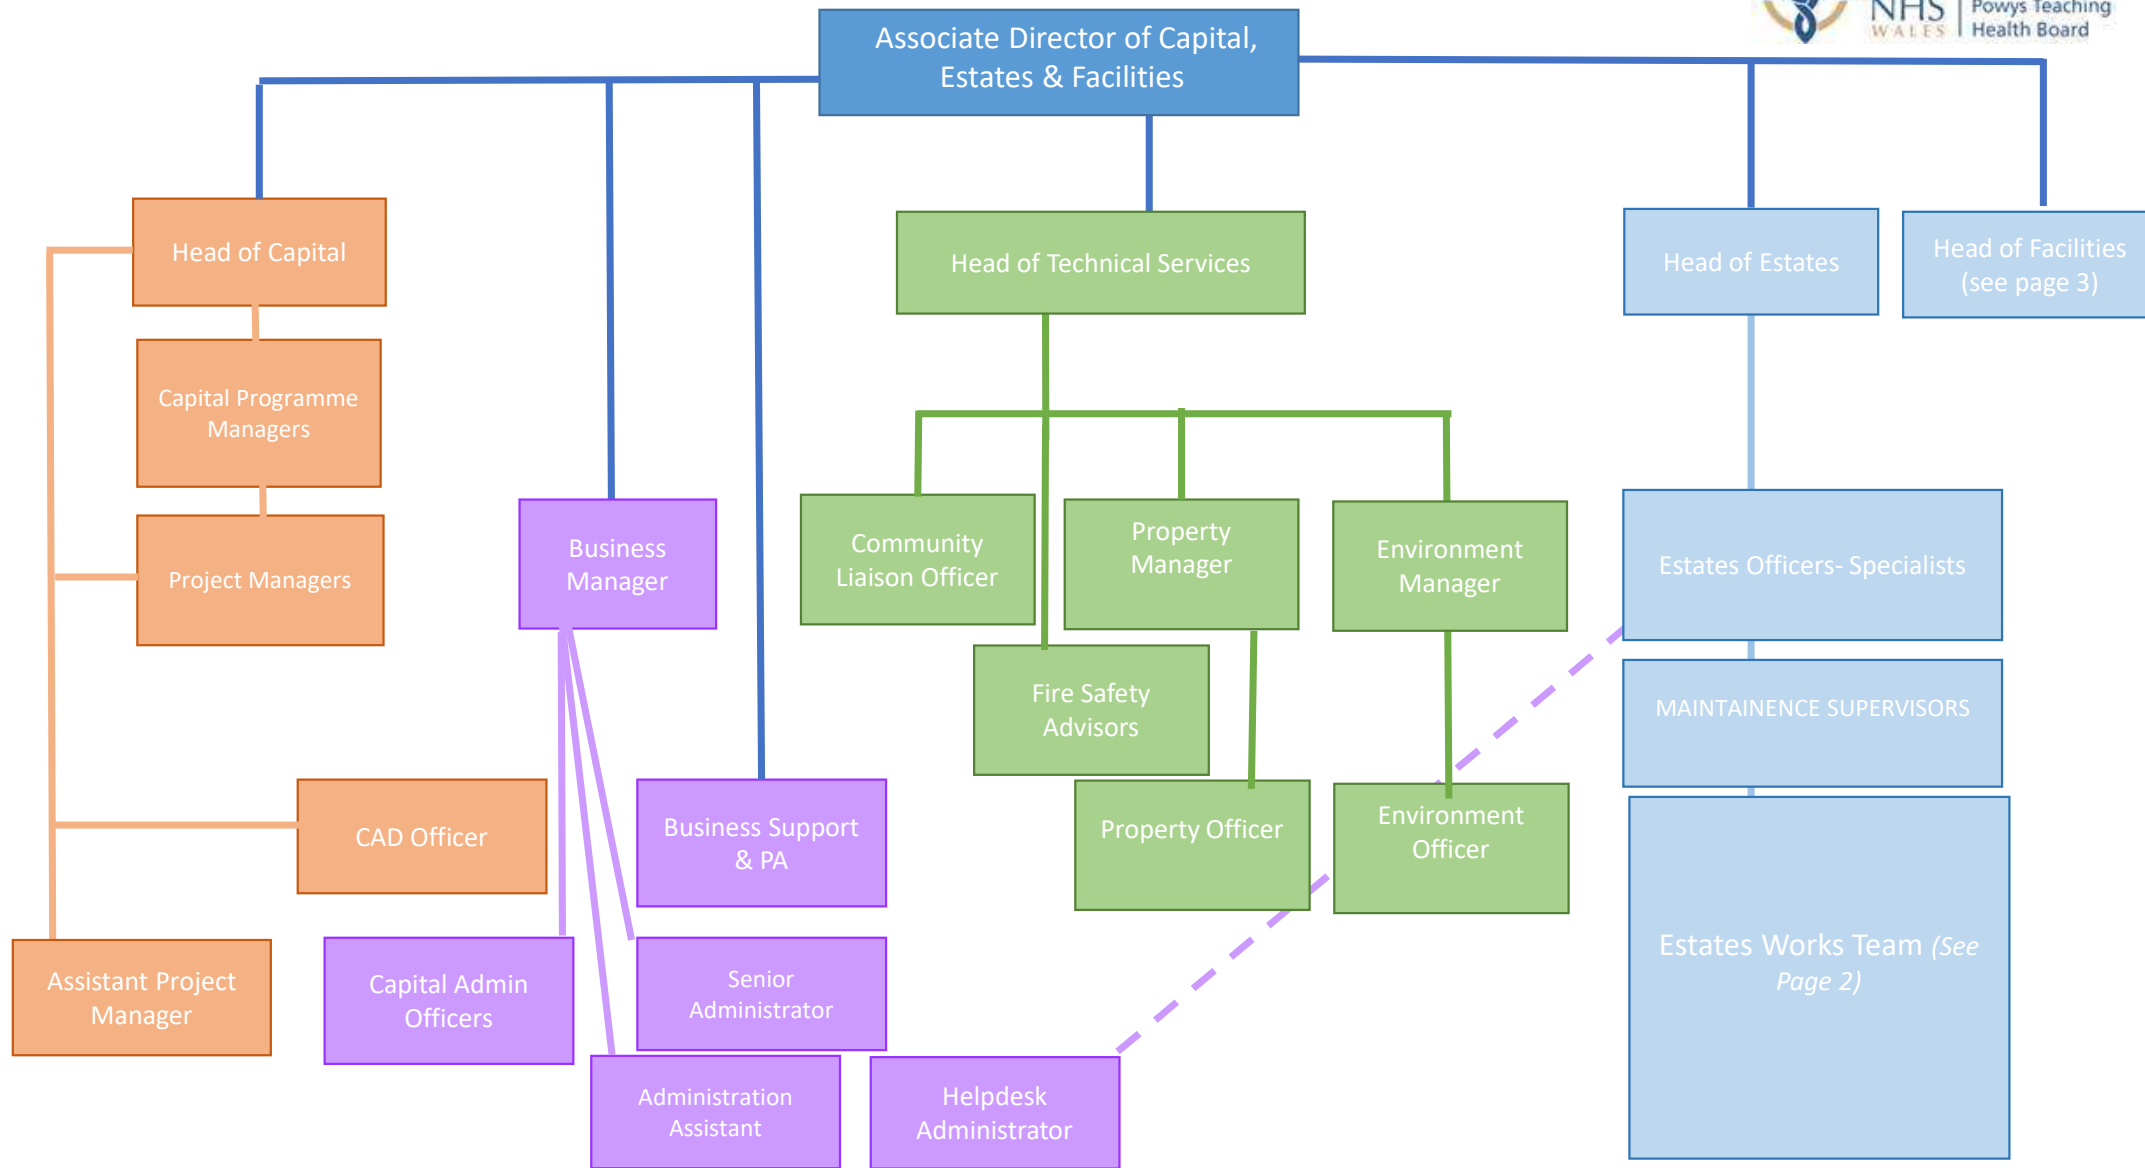 NHS
WALES
Powys Teaching
Health Board
Associate Director of Capital,
Estates & Facilities
Head of Capital
Head of Technical Services
Head of Estates
Head of Facilities
(see page 3)
Capital Programme
Managers
Project Managers
Business
Manager
Community
Liaison Officer
Property
Manager
Environment
Manager
Estates Officers- Specialists
Fire Safety
Advisors
MAINTAINENCE SUPERVISORS
CAD Officer
Business Support
& PA
Property Officer
Environment
Officer
Assistant Project
Manager
Capital Admin
Officers
Senior
Administrator
Estates Works Team (See
Page 2)
Administration
Assistant
Helpdesk
Administrator